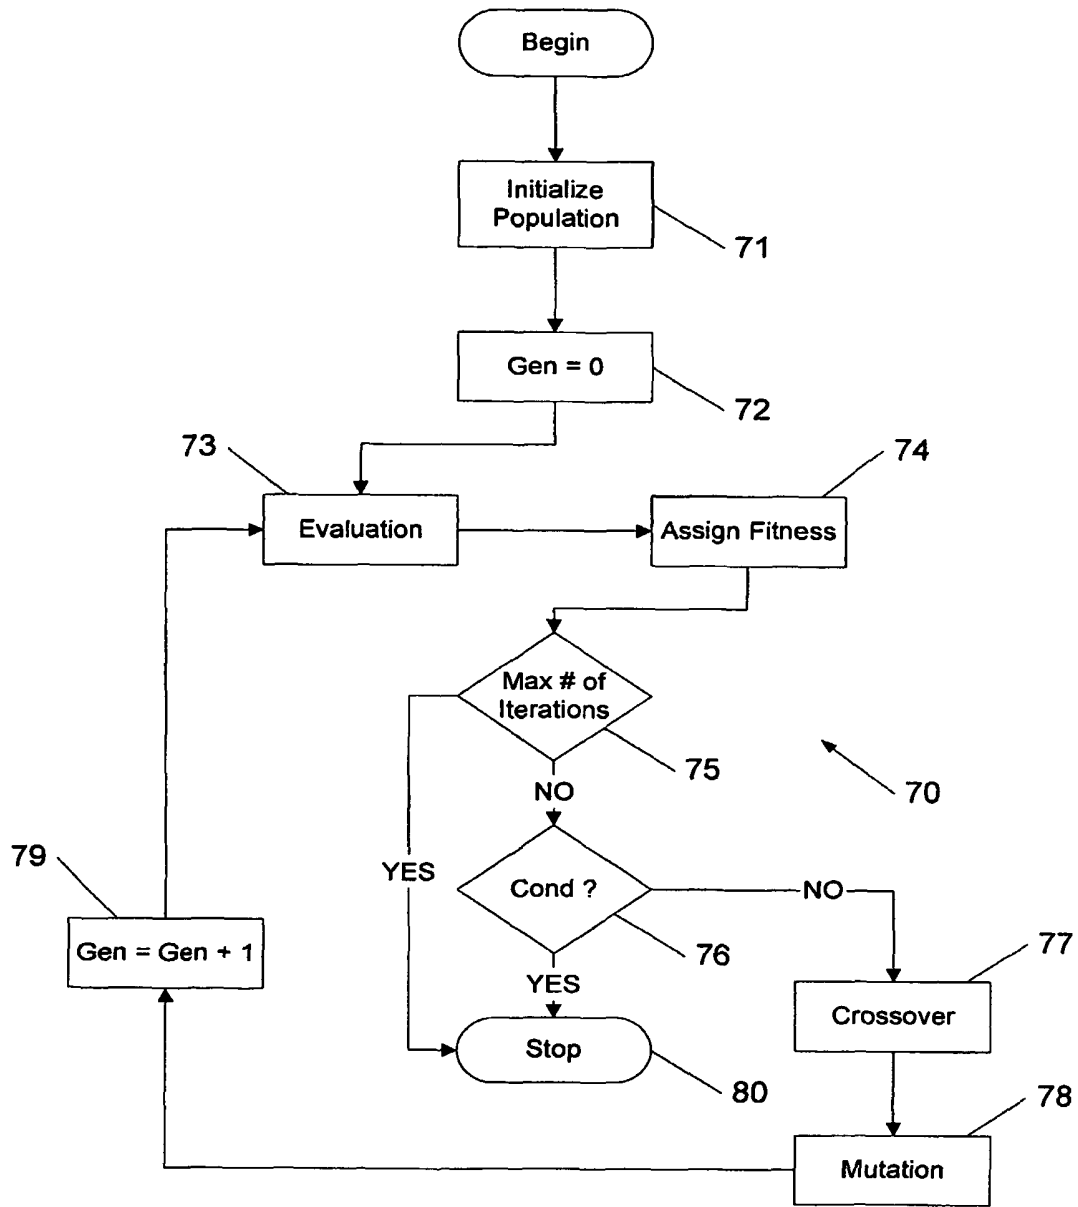 Begin
Initialize
Population
71
Gen = 0
72
73
74
Evaluation
Assign Fitness
Max # of
Iterations
75
70
NO
79
YES
Cond ?
NO
76
Gen = Gen + 1
77
YES
Crossover
Stop
80
78
Mutation